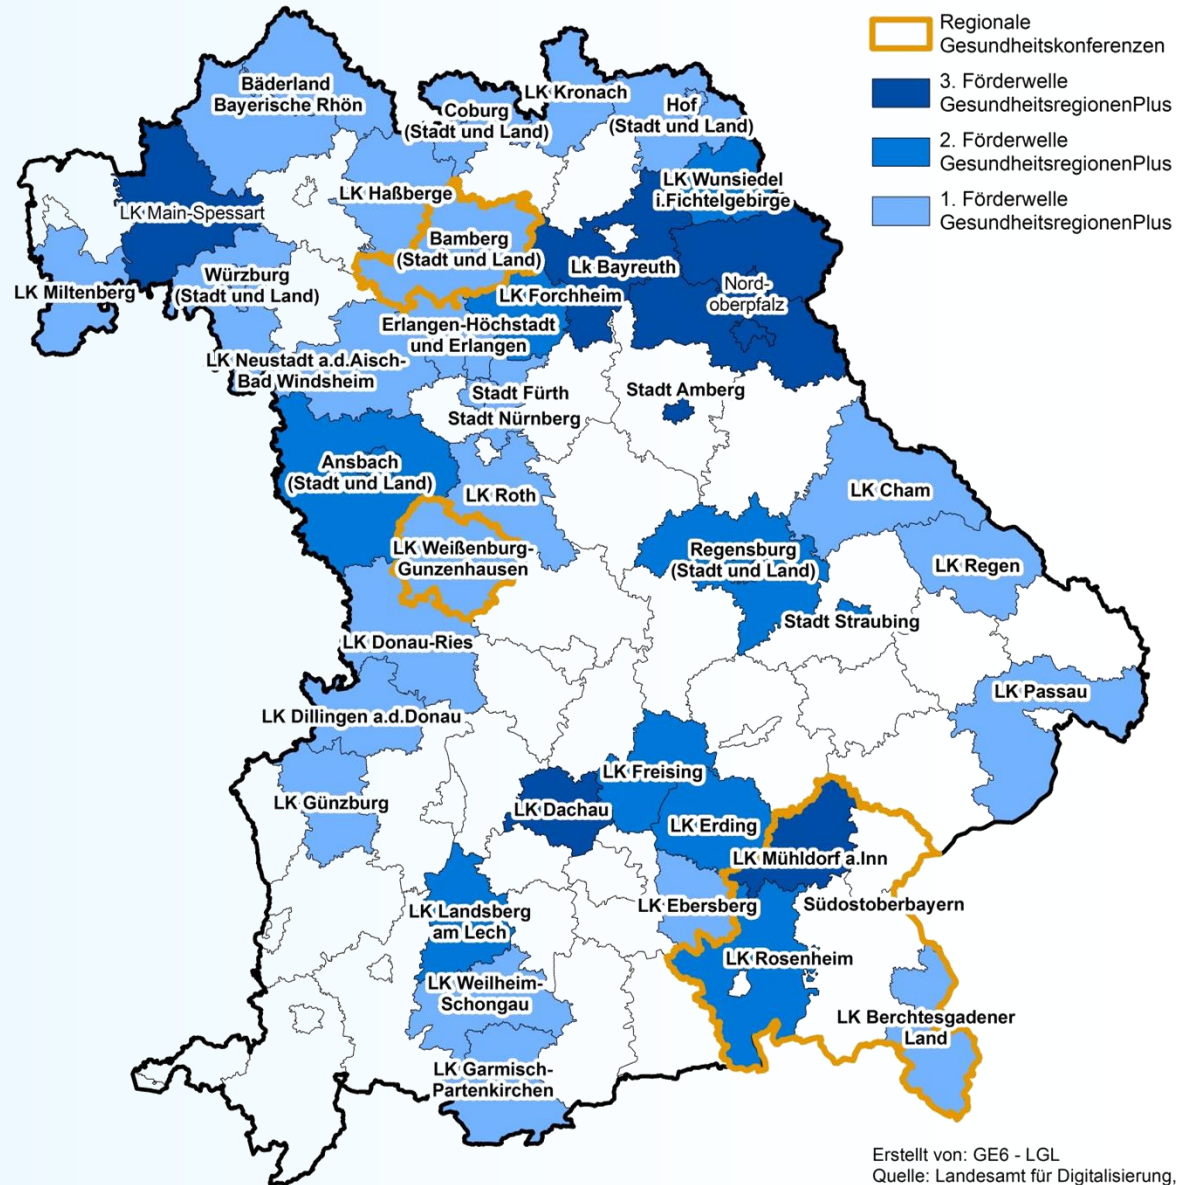 Regionale
Gesundheitskonferenzen
3. Förderwelle
GesundheitsregionenPlus
2. Förderwelle
GesundheitsregionenPlus
1. Förderwelle
GesundheitsregionenPlus
Bäderland
Bayerische Rhön
Coburg
(Stadt und Land)
LK Kronach
Hof
(Stadt und Land)
LK Wunsiedel
i.Fichtelgebirge
LK Haßberge
LK Main-Spessart
Bamberg
(Stadt und Land)
Lk Bayreuth
Würzburg
(Stadt und Land)
LK Miltenberg
LK Forchheim
Nord-
oberpfalz
Erlangen-Höchstadt
und Erlangen
LK Neustadt a.d.Aisch-
Bad Windsheim
Stadt Fürth
Stadt Nürnberg
Stadt Amberg
Ansbach
(Stadt und Land)
LK Roth
LK Cham
LK Weißenburg-
Gunzenhausen
Regensburg
(Stadt und Land)
LK Regen
Stadt Straubing
LK Donau-Ries
LK Passau
LK Dillingen a.d.Donau
LK Freising
LK Günzburg
LK Dachau
LK Erding
LK Mühldorf a.Inn
LK Ebersberg
Südostoberbayern
LK Landsberg
am Lech
LK Rosenheim
LK Weilheim-
Schongau
LK Berchtesgadener
Land
LK Garmisch-
Partenkirchen
Erstellt von: GE6 - LGL
Quelle: Landesamt für Digitalisierung,